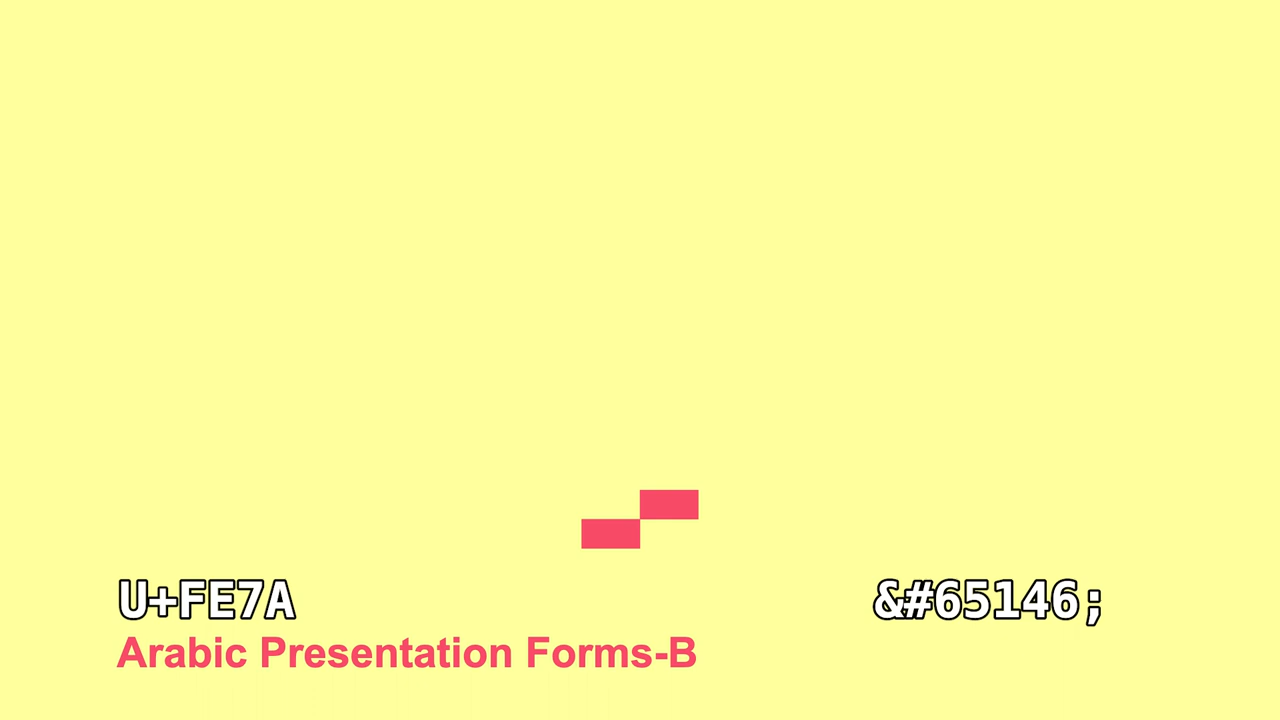 ﹺ
U+FE7A
&#65146;
Arabic Presentation Forms-B